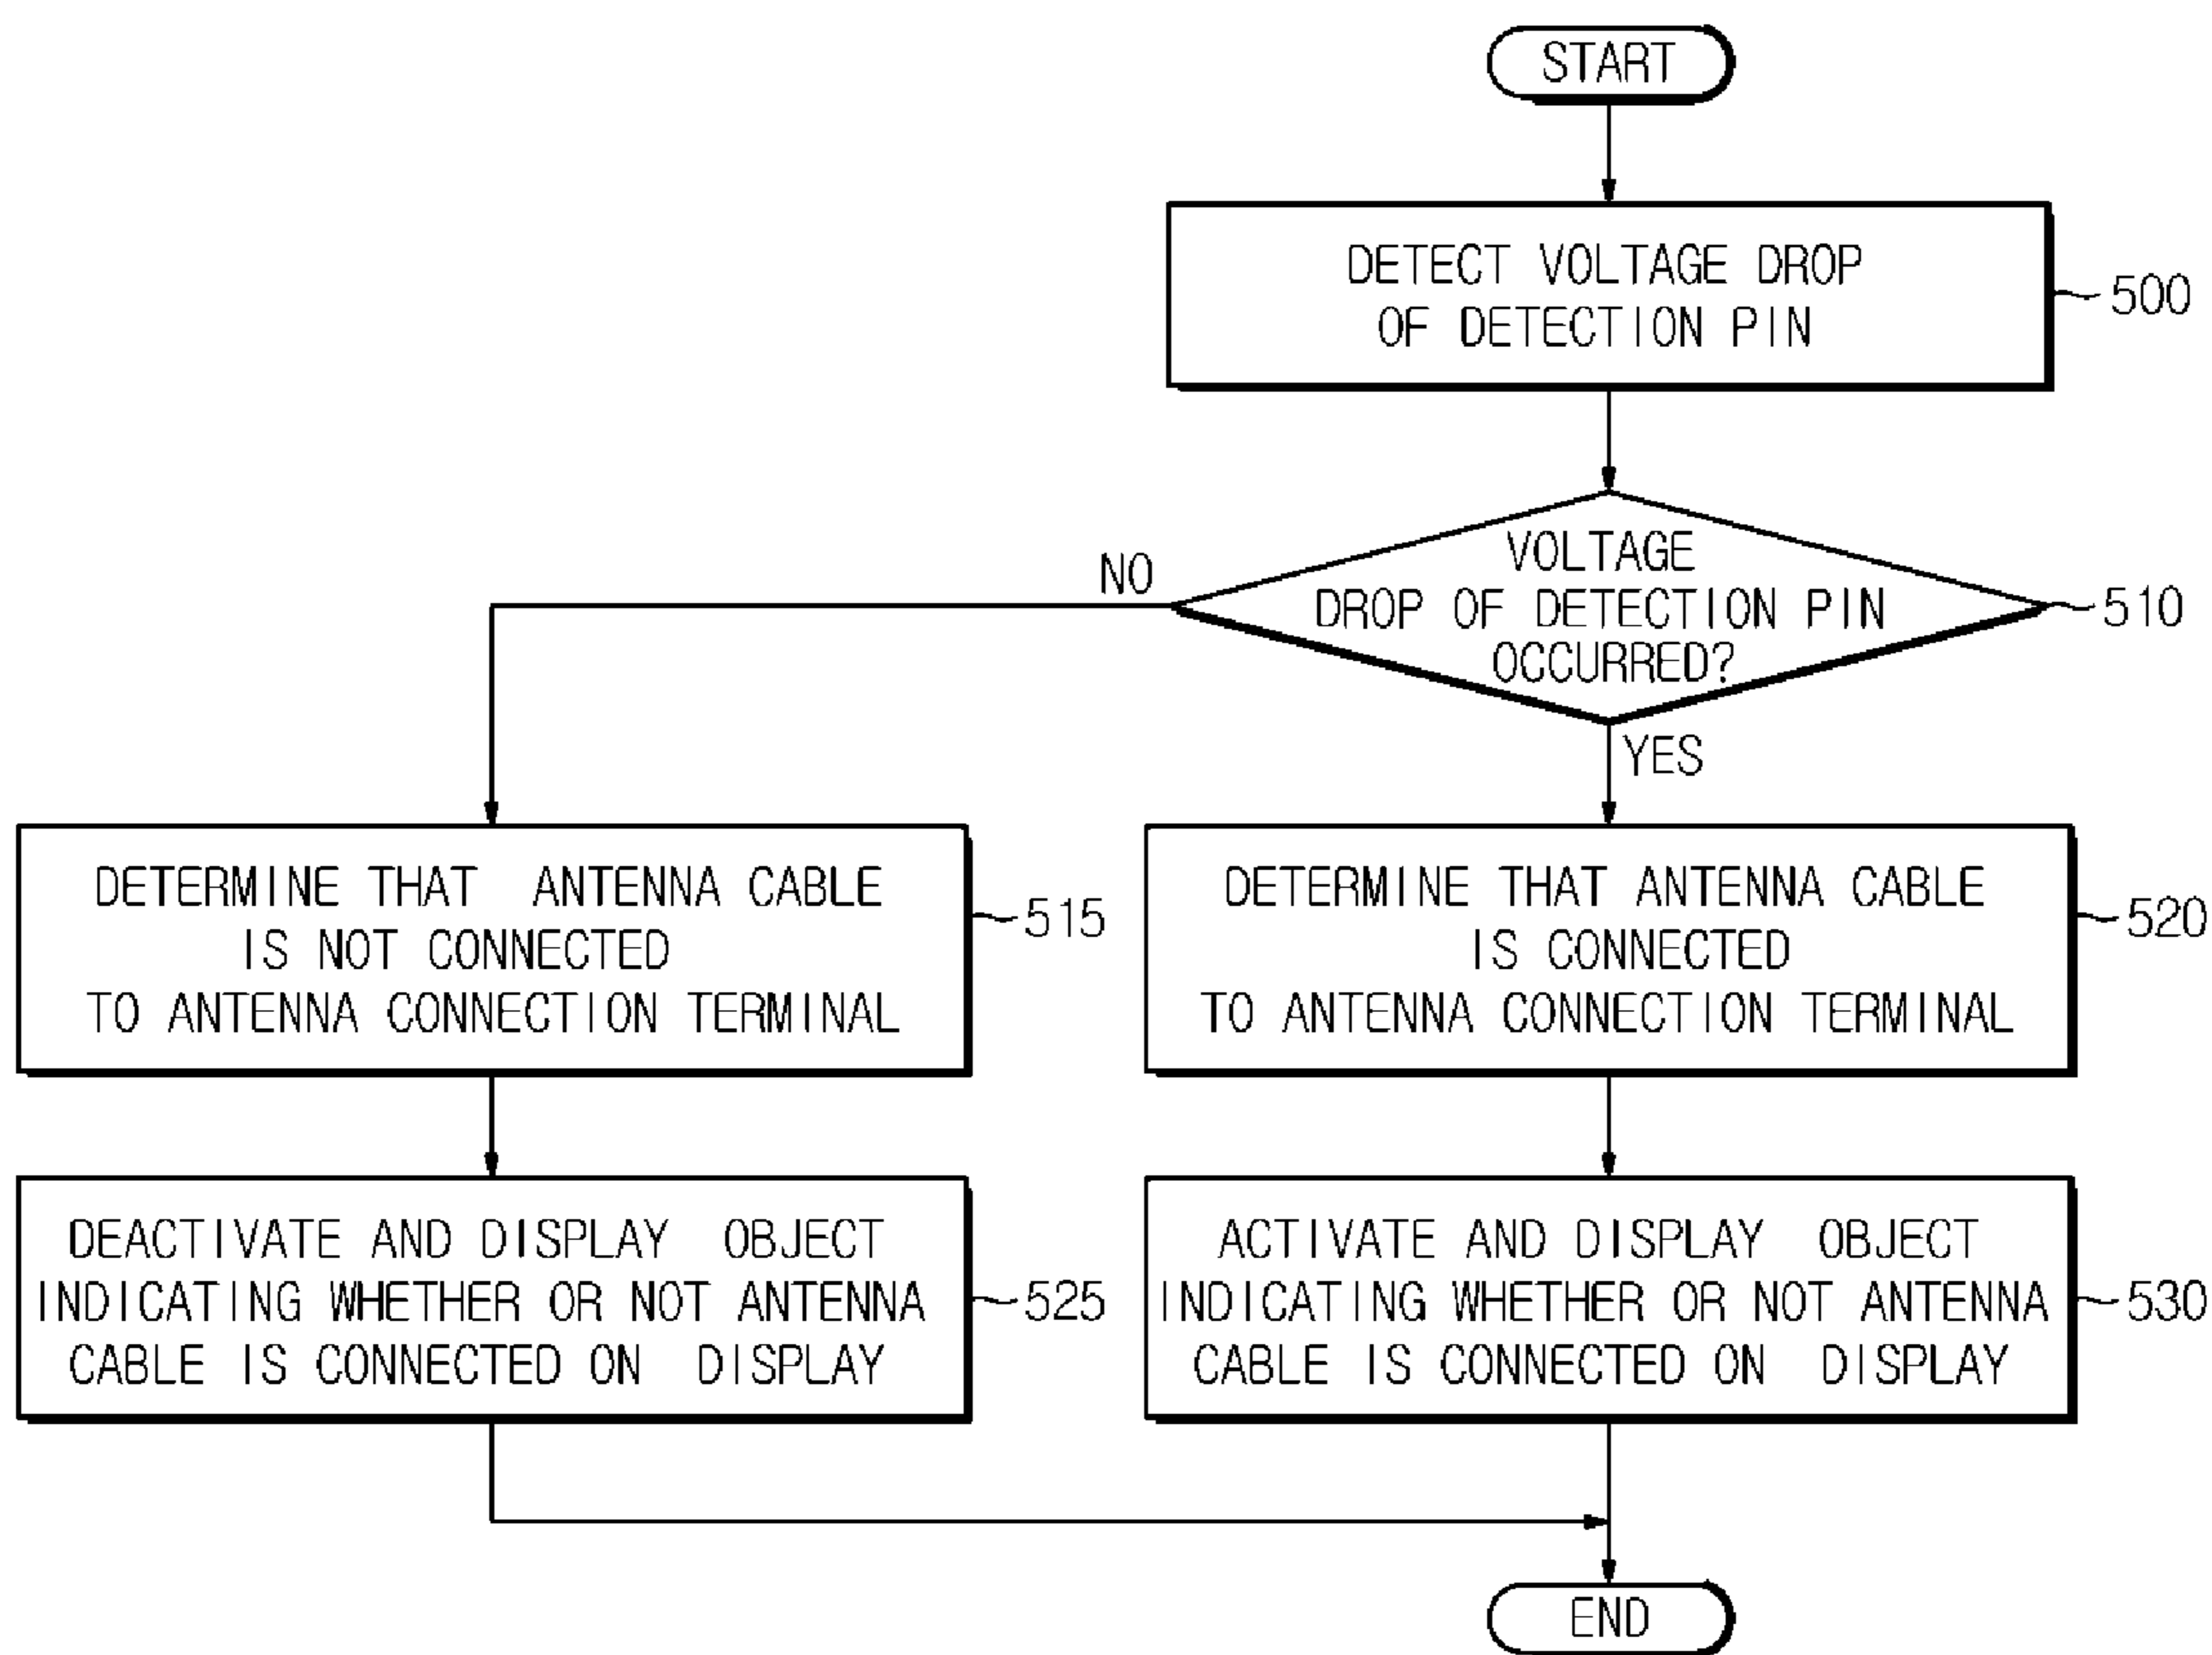 START
DETECT VOLTAGE DROP
OF DETECTION PIN
500
VOLTAGE
DROP OF DETECTION PIN
OCCURRED?
510
NO
YES
DETERMINE THAT ANTENNA CABLE
IS NOT CONNECTED
TO ANTENNA CONNECTION TERMINAL
515
DETERMINE THAT ANTENNA CABLE
IS CONNECTED
TO ANTENNA CONNECTION TERMINAL
520
DEACTIVATE AND DISPLAY OBJECT
INDICATING WHETHER OR NOT ANTENNA
CABLE IS CONNECTED ON DISPLAY
525
ACTIVATE AND DISPLAY OBJECT
INDICATING WHETHER OR NOT ANTENNA
CABLE IS CONNECTED ON DISPLAY
530
END